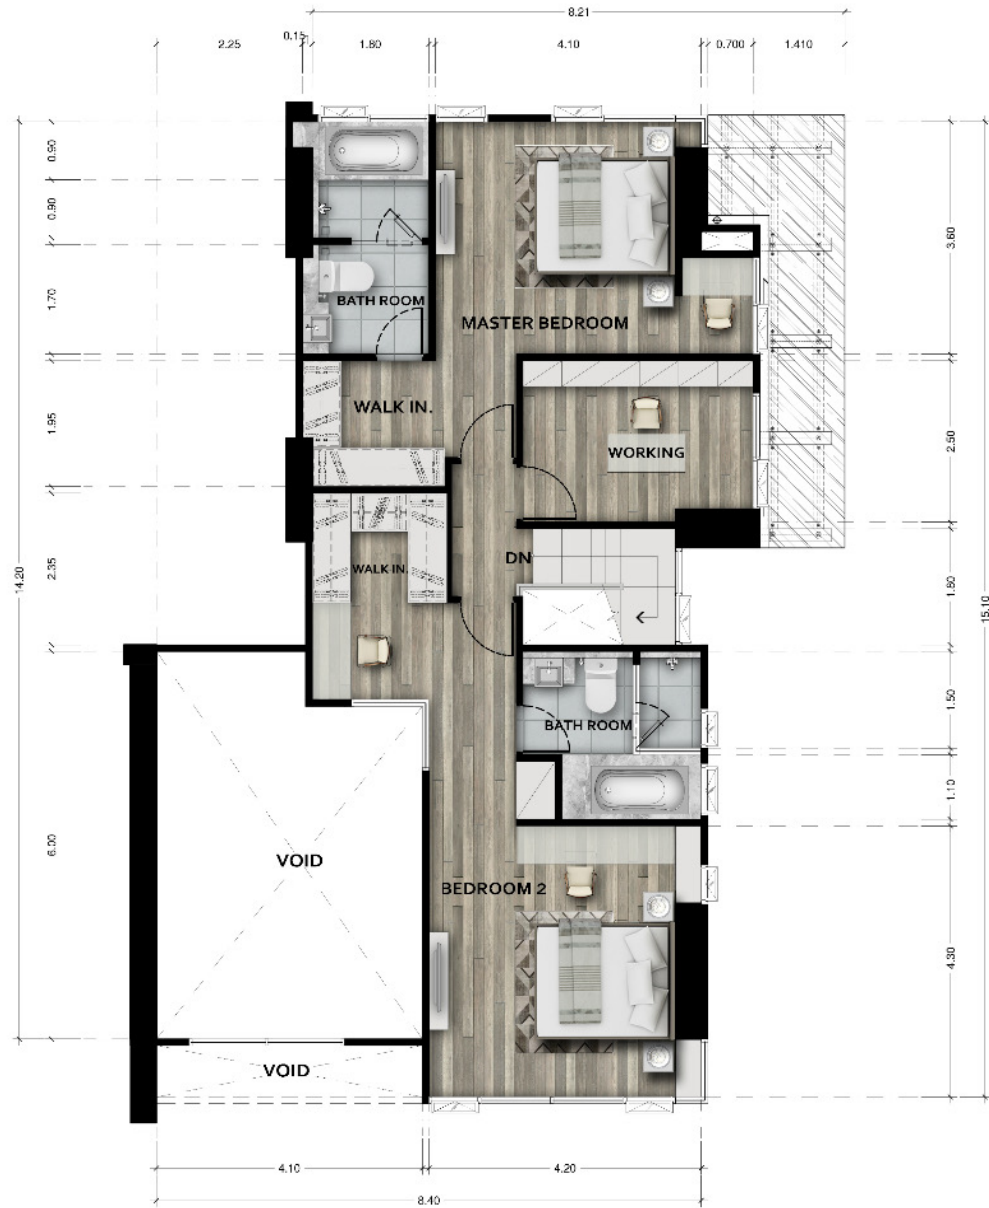 8.21
2.25
0.15
1.80
4.10
0.700
1.410
0.90
0.90
3.60
BATH ROOM
1.70
MASTER BEDROOM
WALK IN.
1.95
WORKING
2.50
DN
WALK IN.
2.35
14.20
1.80
15.10
1.50
BATH ROOM
1.10
6.00
VOID
BEDROOM 2
4.30
VOID
4.10
4.20
8.40